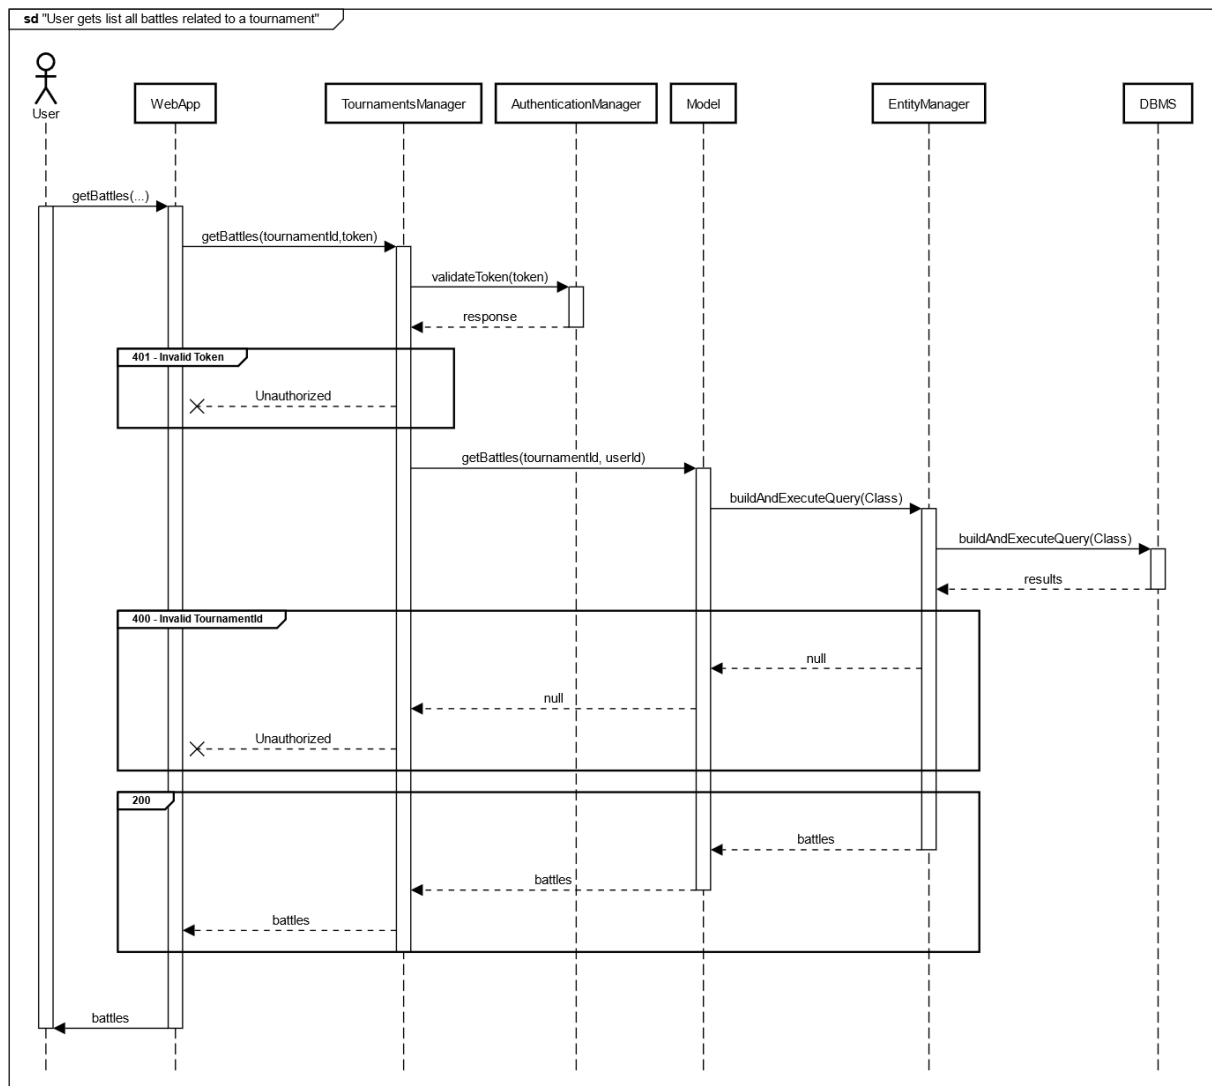 sd "User gets list all battles related to a tournament"
User
WebApp
TournamentsManager
AuthenticationManager
Model
EntityManager
DBMS
getBattles(...)
getBattles(tournamentId,token)
validateToken(token)
response
401 - Invalid Token
Unauthorized
getBattles(tournamentId, userId)
buildAndExecuteQuery(Class)
buildAndExecuteQuery(Class)
results
400 - Invalid TournamentId
null
null
Unauthorized
200
battles
battles
battles
battles